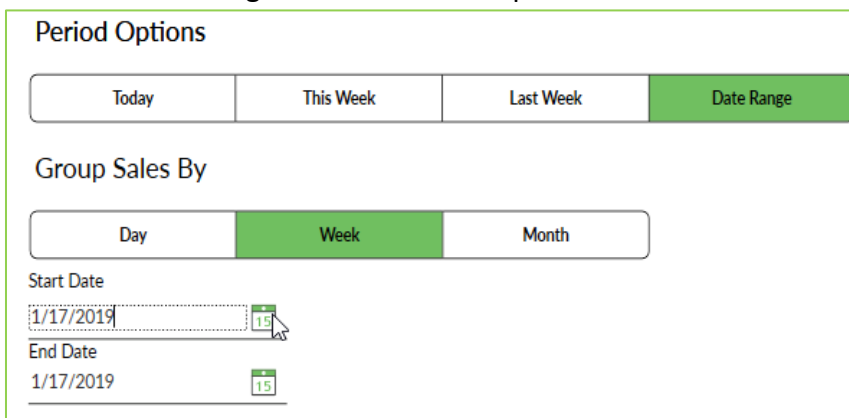 Period Options
Today This Week Last Week Date Range
Group Sales By
Day Week Month
Start Date
1/17/2019 15
End Date
1/17/2019 15